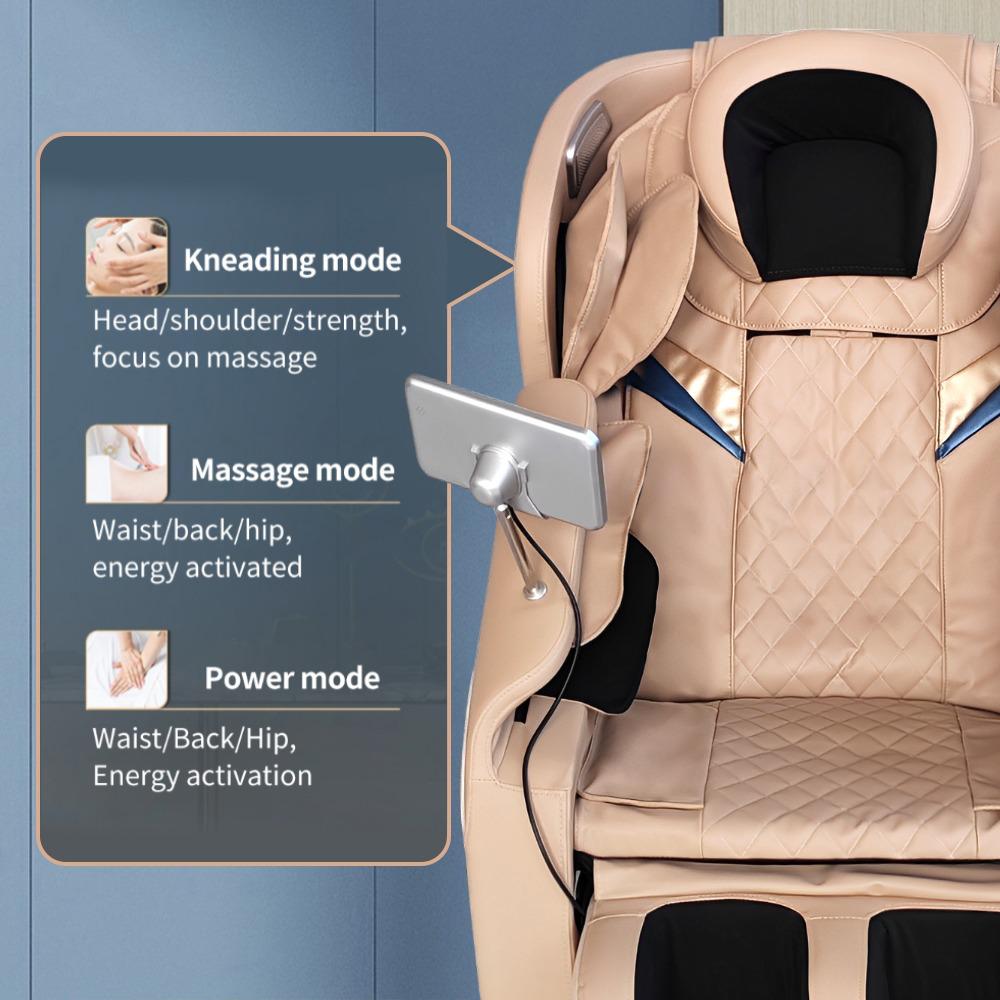 Kneading mode
Head/shoulder/strength,
focus on massage
Massage mode
Waist/back/hip,
energy activated
Power mode
Waist/Back/Hip,
Energy activation